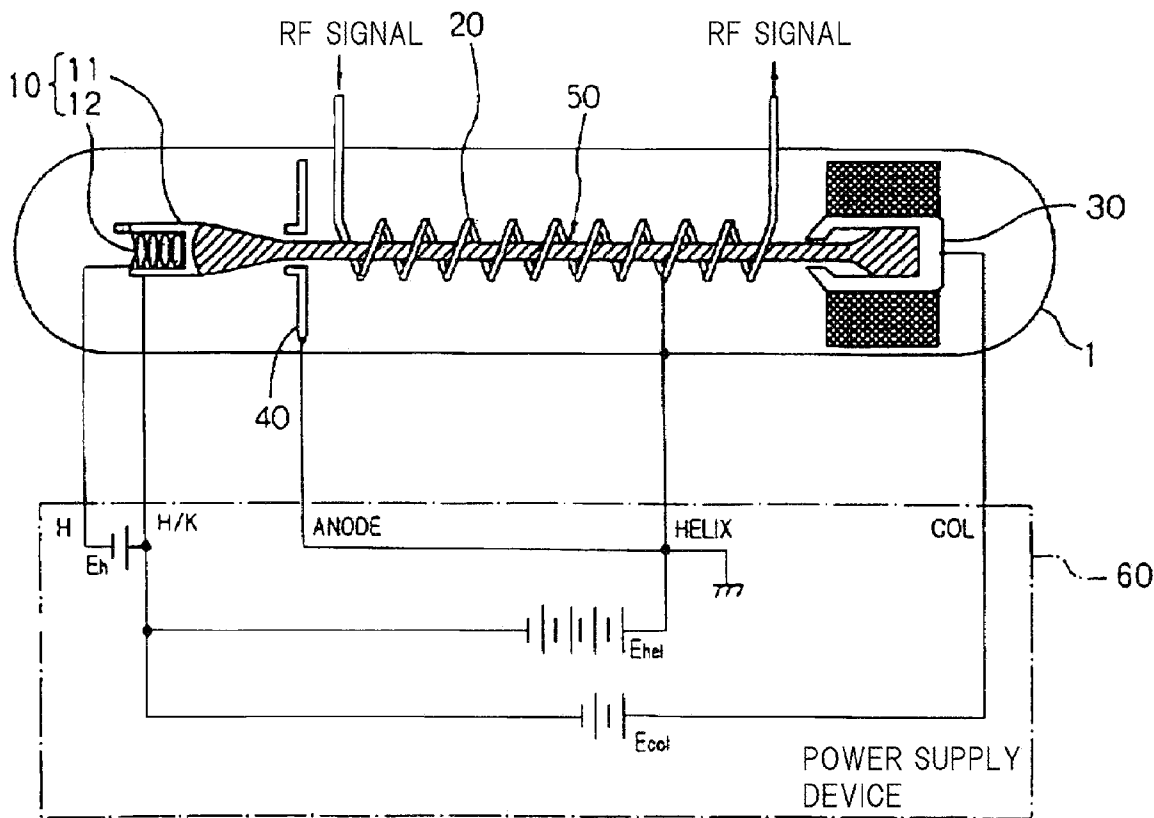 RF SIGNAL
20
RF SIGNAL
10 { 11
12
50
30
1
40
H
H/K
ANODE
HELIX
COL
Eh
60
Ehel
Ecol
POWER SUPPLY
DEVICE